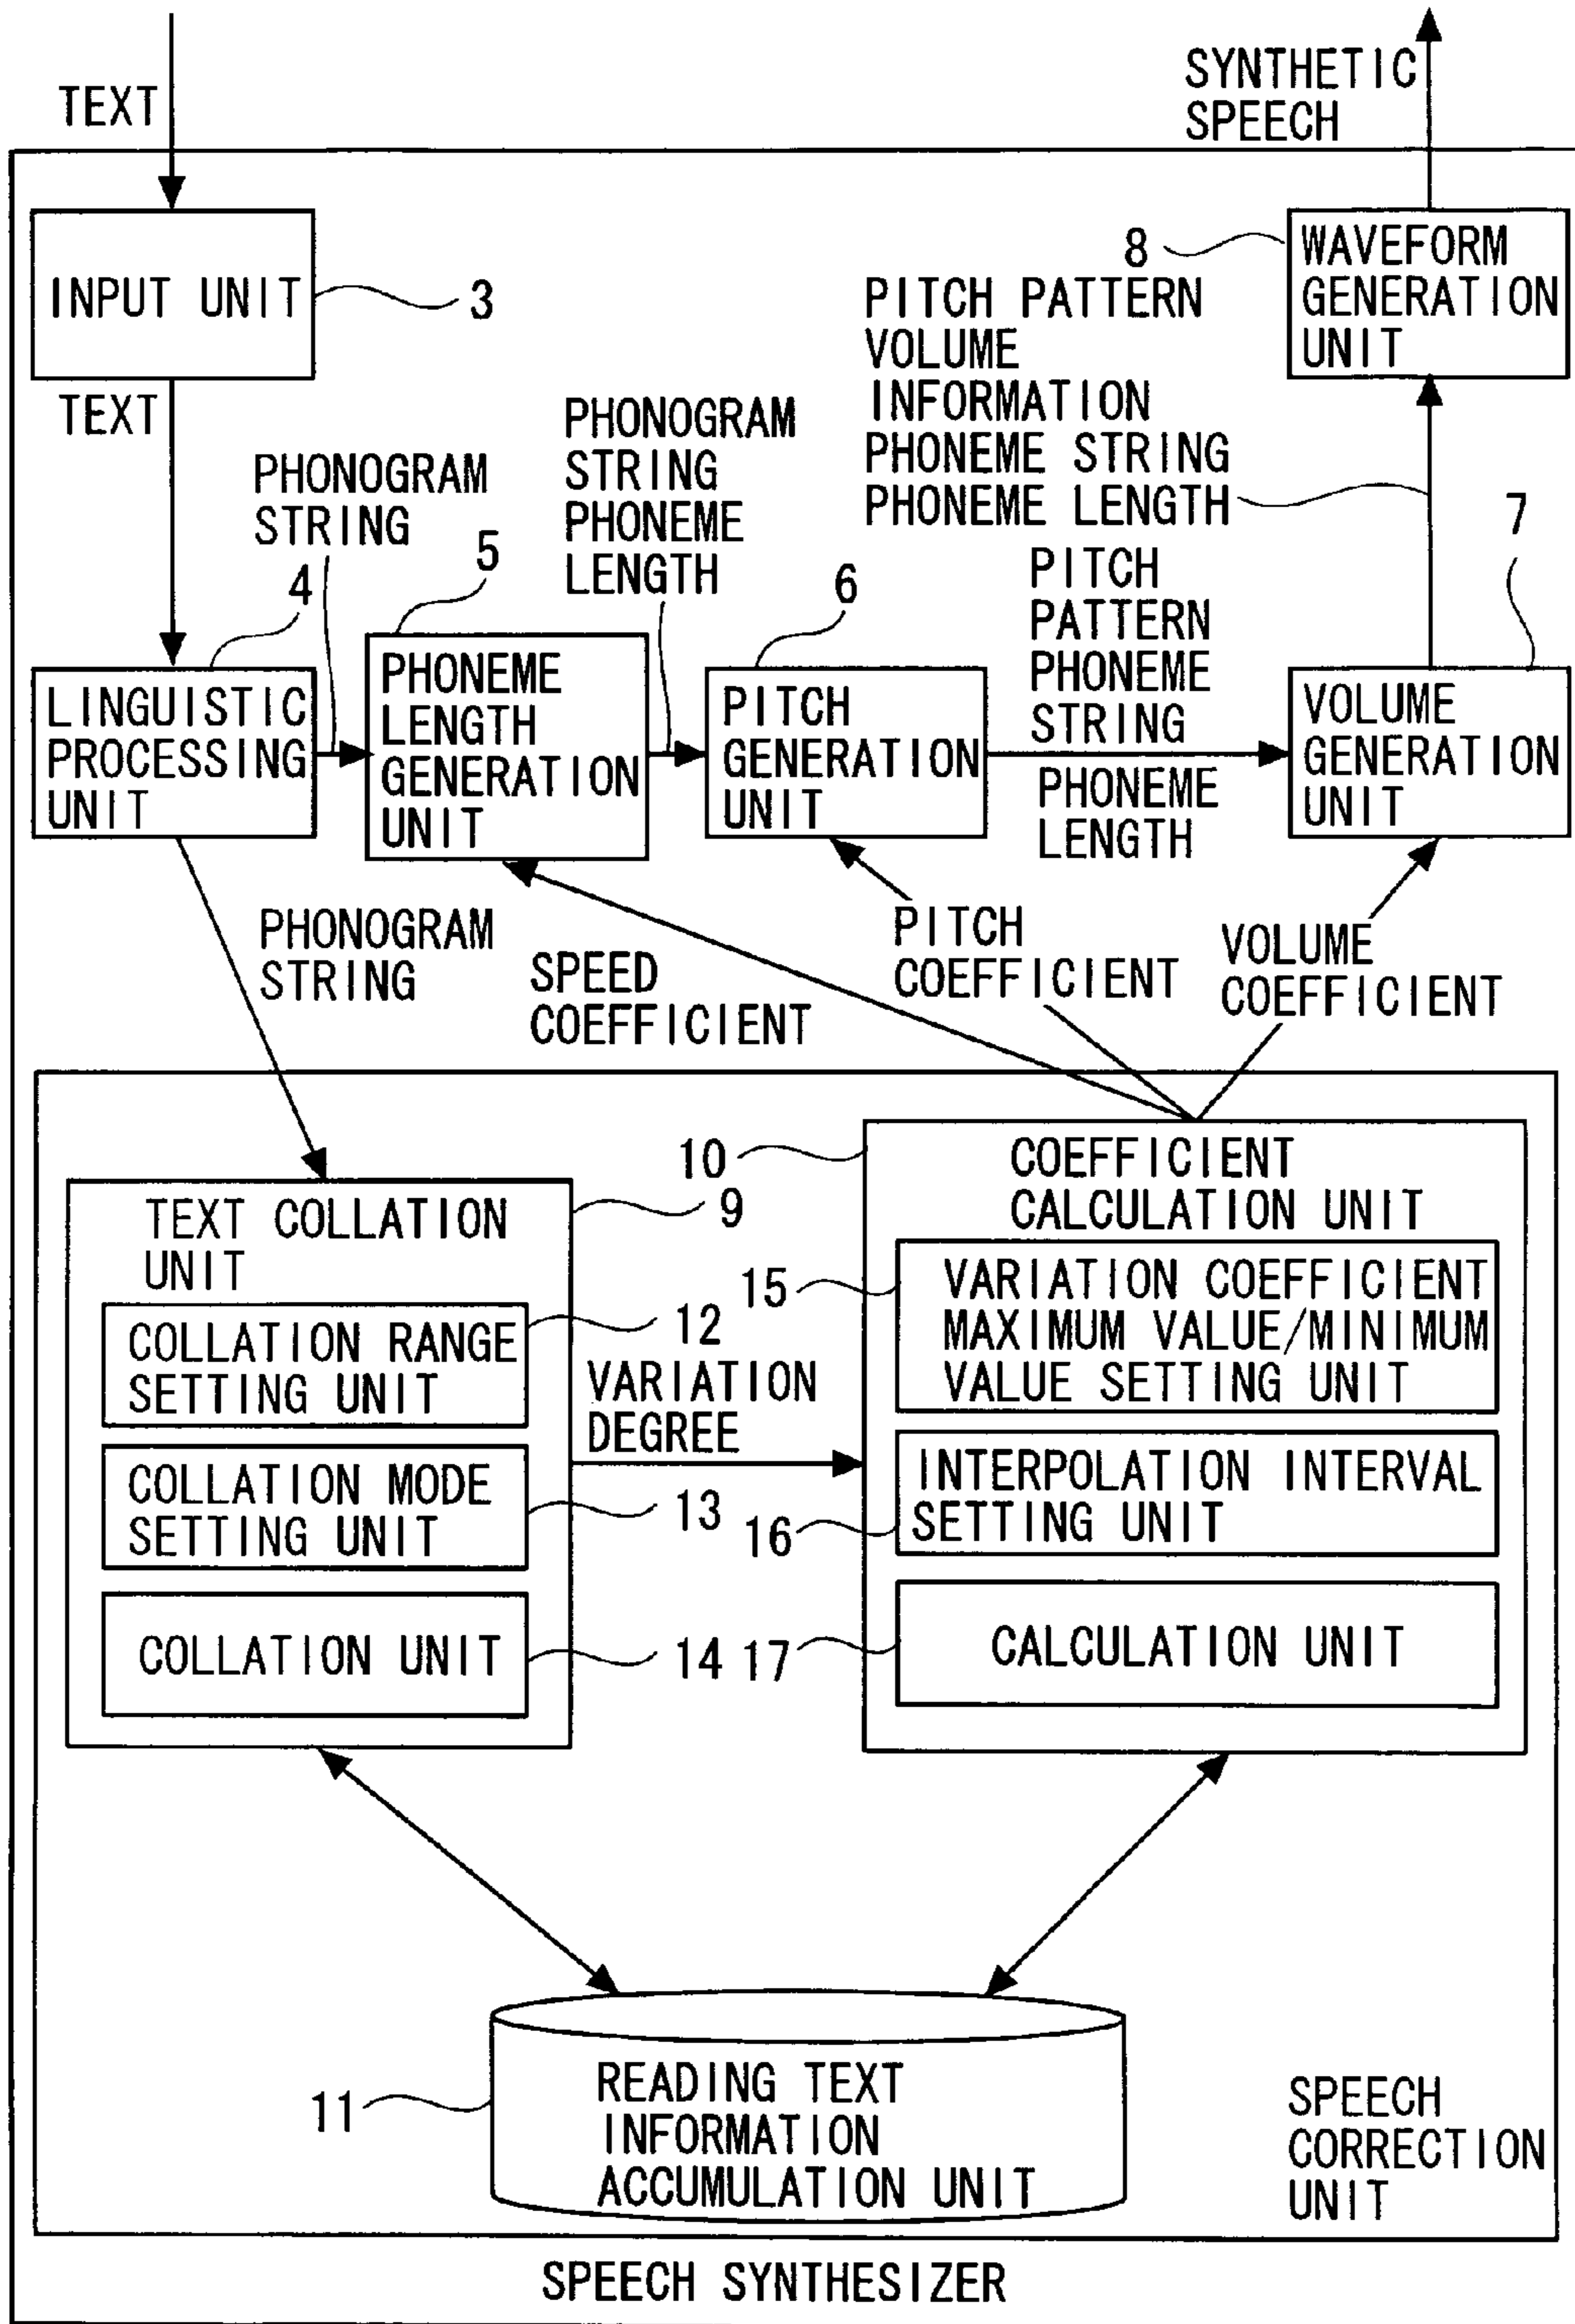 TEXT
SYNTHETIC
SPEECH
INPUT UNIT
3
8
WAVEFORM
GENERATION
UNIT
TEXT
PITCH PATTERN
VOLUME
INFORMATION
PHONEME STRING
PHONEME LENGTH
PHONOGRAM
STRING
PHONOGRAM
STRING
PHONEME
LENGTH
4
5
6
7
PITCH
PATTERN
PHONEME
STRING
PHONEME
LENGTH
LINGUISTIC
PROCESSING
UNIT
PHONEME
LENGTH
GENERATION
UNIT
PITCH
GENERATION
UNIT
VOLUME
GENERATION
UNIT
PHONOGRAM
STRING
SPEED
COEFFICIENT
PITCH
COEFFICIENT
VOLUME
COEFFICIENT
TEXT COLLATION
UNIT
9
COLLATION RANGE
SETTING UNIT
12
COLLATION MODE
SETTING UNIT
13
COLLATION UNIT
14
VARIATION
DEGREE
10
COEFFICIENT
CALCULATION UNIT
15
VARIATION COEFFICIENT
MAXIMUM VALUE/MINIMUM
VALUE SETTING UNIT
16
INTERPOLATION INTERVAL
SETTING UNIT
17
CALCULATION UNIT
11
READING TEXT
INFORMATION
ACCUMULATION UNIT
SPEECH
CORRECTION
UNIT
SPEECH SYNTHESIZER